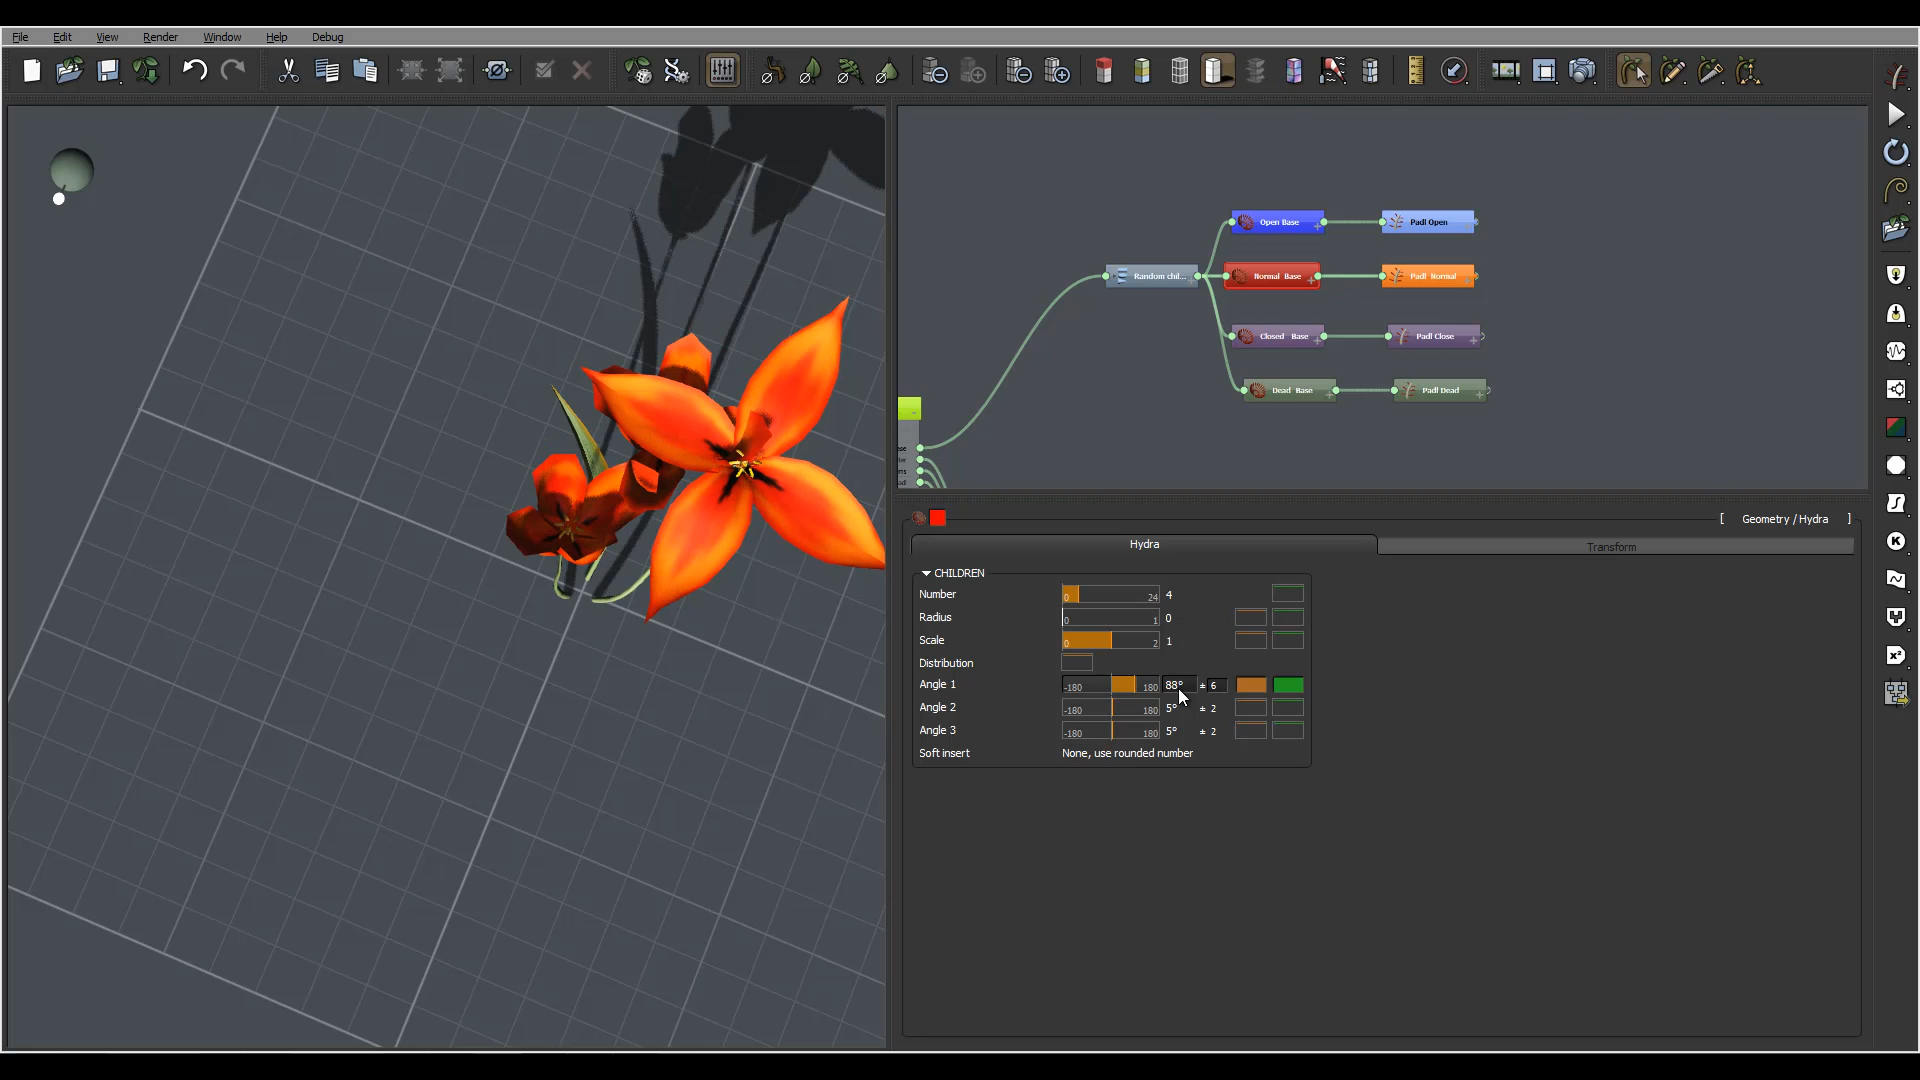 File Edit View Render Window Help Debug
Open Base Padl Open
Random chil... Normal Base Padl Normal
Closed Base Padl Close
Dead Base Padl Dead
[ Geometry / Hydra ]
Hydra Transform
CHILDREN
Number 0 24 4
Radius 0 1 0
Scale 0 2 1
Distribution
Angle 1 -180 180 88° ± 6
Angle 2 -180 180 5° ± 2
Angle 3 -180 180 5° ± 2
Soft insert None, use rounded number
K
x²